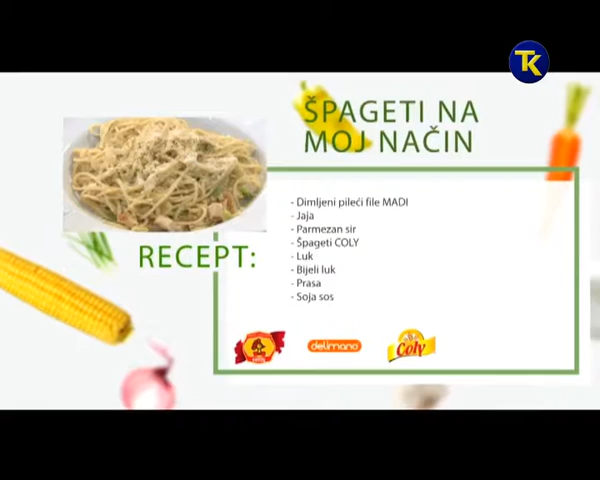 TK
ŠPAGETI NA
MOJ NAČIN
- Dimljeni pileći file MADI
- Jaja
- Parmezan sir
- Špageti COLY
- Luk
- Bijeli luk
- Prasa
- Soja sos
RECEPT:
delimano
Coly